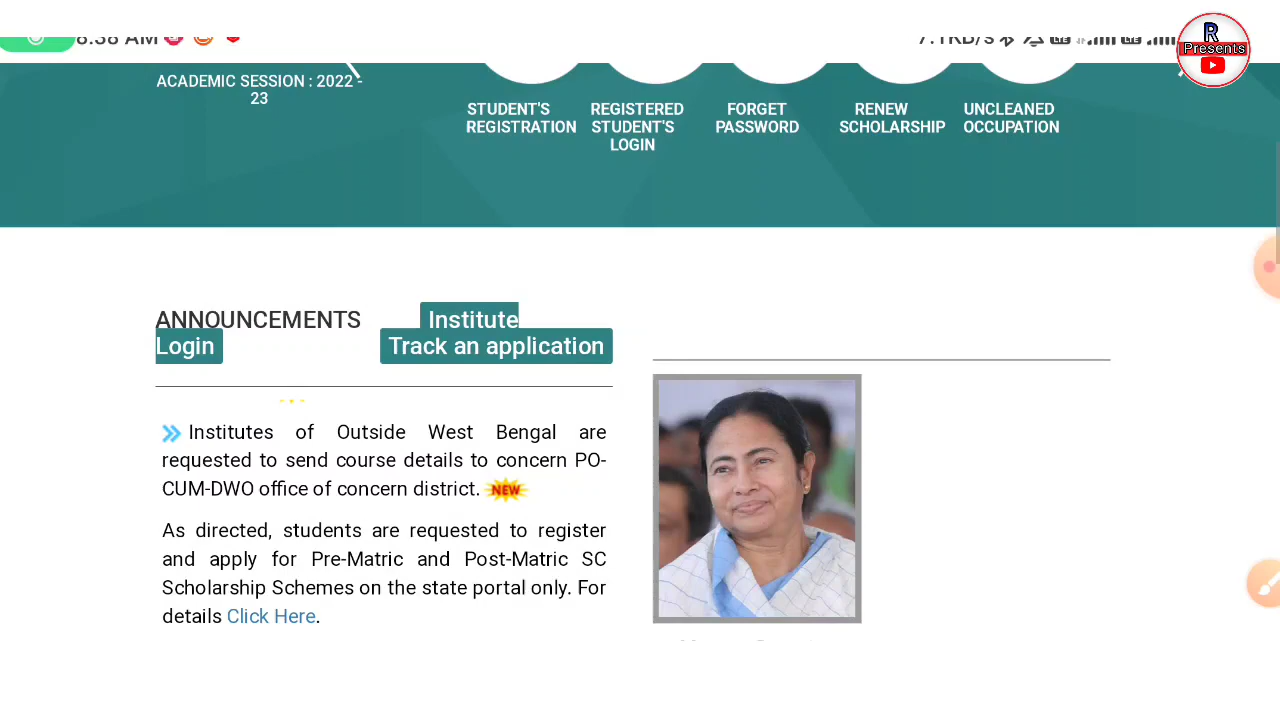 8:38 AM
7.1KB/s
R
Presents
ACADEMIC SESSION : 2022 -
23
STUDENT'S
REGISTRATION
REGISTERED
STUDENT'S
LOGIN
FORGET
PASSWORD
RENEW
SCHOLARSHIP
UNCLEANED
OCCUPATION
ANNOUNCEMENTS Institute
Login Track an application
Institutes of Outside West Bengal are
requested to send course details to concern PO-
CUM-DWO office of concern district. NEW
As directed, students are requested to register
and apply for Pre-Matric and Post-Matric SC
Scholarship Schemes on the state portal only. For
details Click Here.